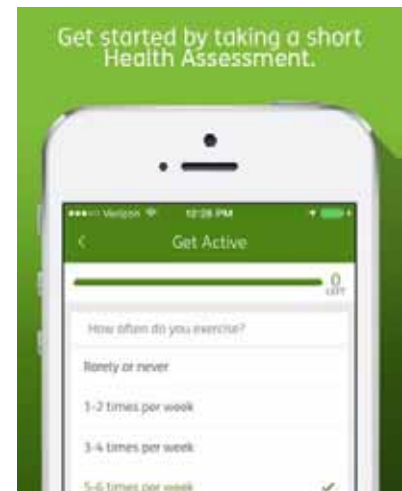 Get started by taking a short
Health Assessment.
Verizon 10:26 PM
Get Active
0
LEFT
How often do you exercise?
Rarely or never
1-2 times per week
3-4 times per week
5-6 times per week